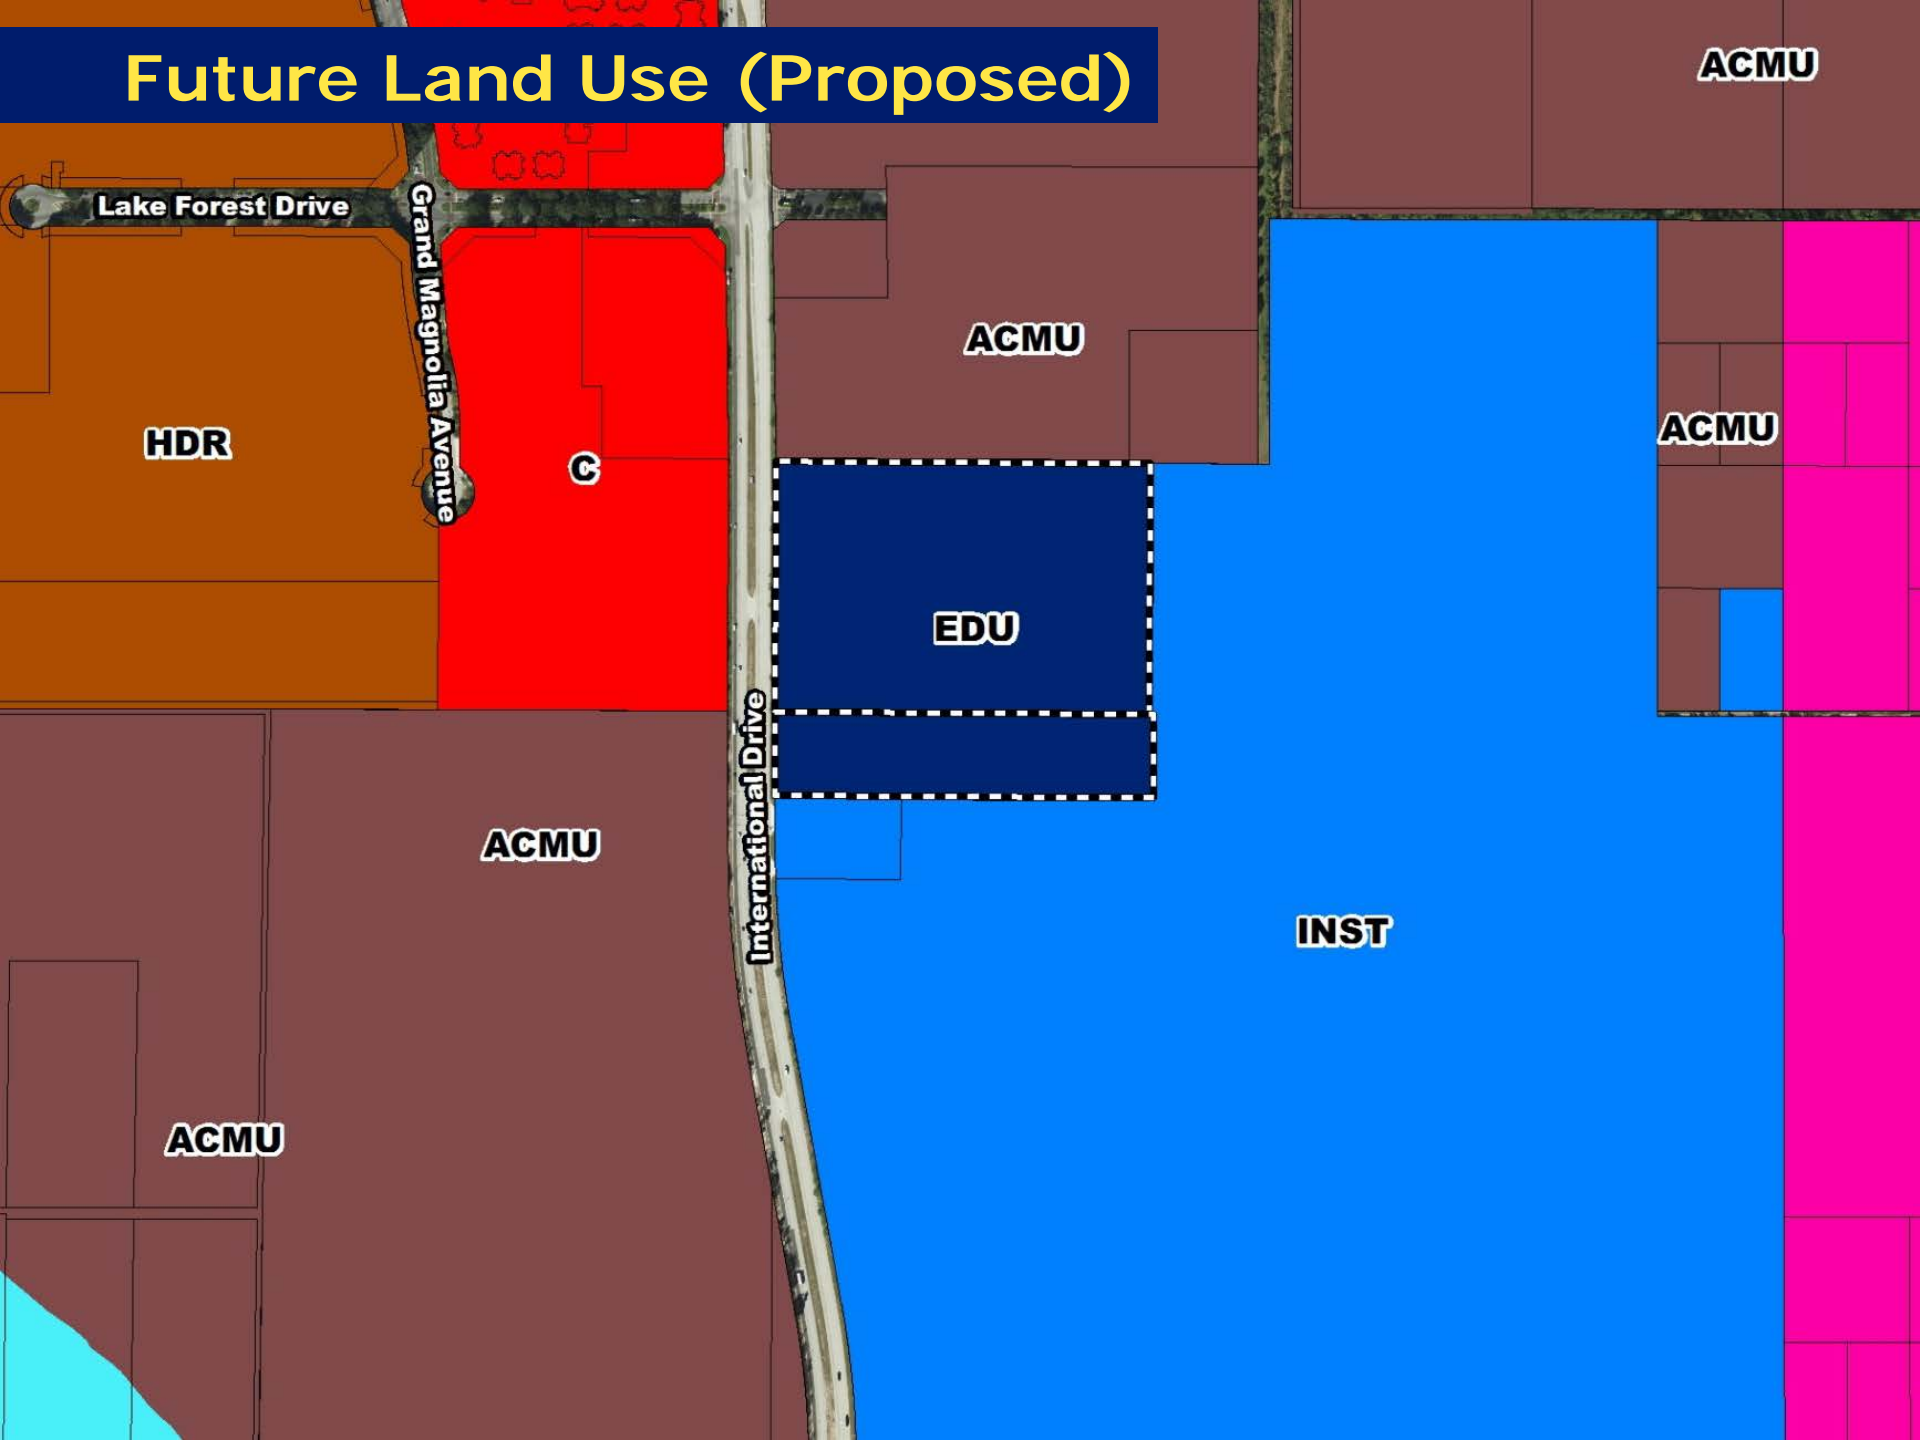 Future Land Use (Proposed)
ACMU
Lake Forest Drive
Grand Magnolia Avenue
ACMU
ACMU
HDR
C
EDU
International Drive
ACMU
INST
ACMU